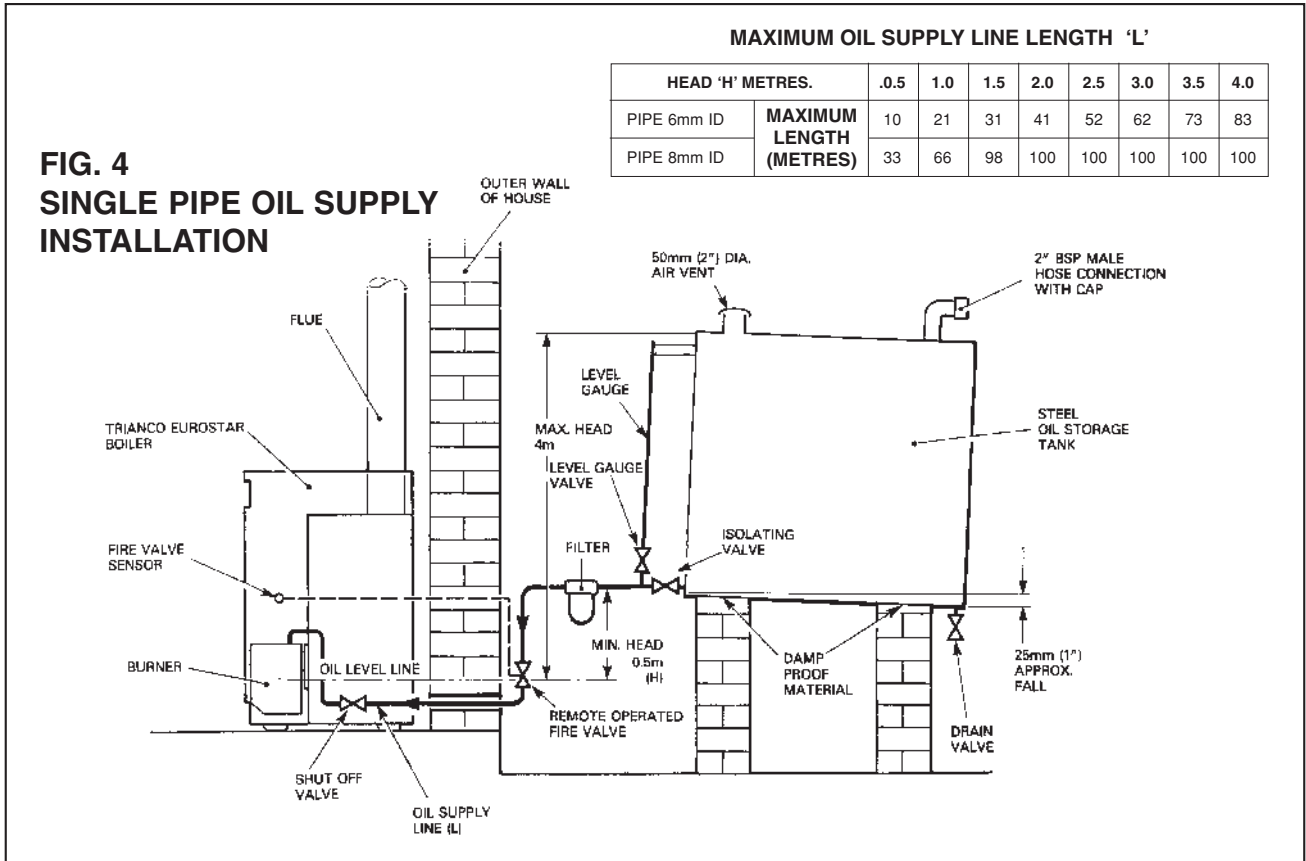 MAXIMUM OIL SUPPLY LINE LENGTH ‘L’
HEAD ‘H’ METRES. .0.5 1.0 1.5 2.0 2.5 3.0 3.5 4.0
PIPE 6mm ID MAXIMUM LENGTH (METRES) 10 21 31 41 52 62 73 83
PIPE 8mm ID 33 66 98 100 100 100 100 100
FIG. 4
SINGLE PIPE OIL SUPPLY
INSTALLATION
OUTER WALL
OF HOUSE
50mm (2") DIA.
AIR VENT
2" BSP MALE
HOSE CONNECTION
WITH CAP
FLUE
LEVEL
GAUGE
TRIANCO EUROSTAR
BOILER
MAX. HEAD
4m
STEEL
OIL STORAGE
TANK
LEVEL GAUGE
VALVE
FIRE VALVE
SENSOR
FILTER
ISOLATING
VALVE
BURNER
OIL LEVEL LINE
MIN. HEAD
0.5m
(H)
DAMP
PROOF
MATERIAL
25mm (1")
APPROX.
FALL
REMOTE OPERATED
FIRE VALVE
DRAIN
VALVE
SHUT OFF
VALVE
OIL SUPPLY
LINE (L)